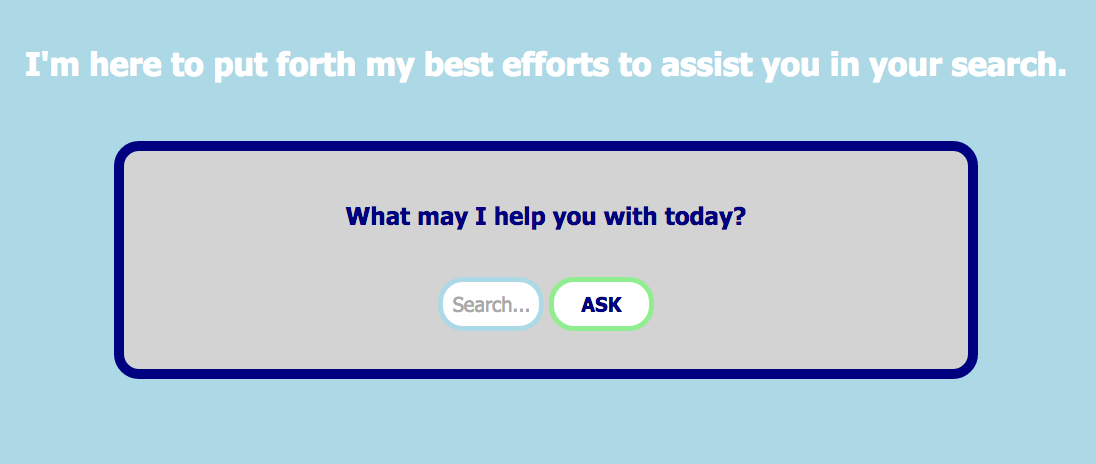 I'm here to put forth my best efforts to assist you in your search.
What may I help you with today?
Search... ASK